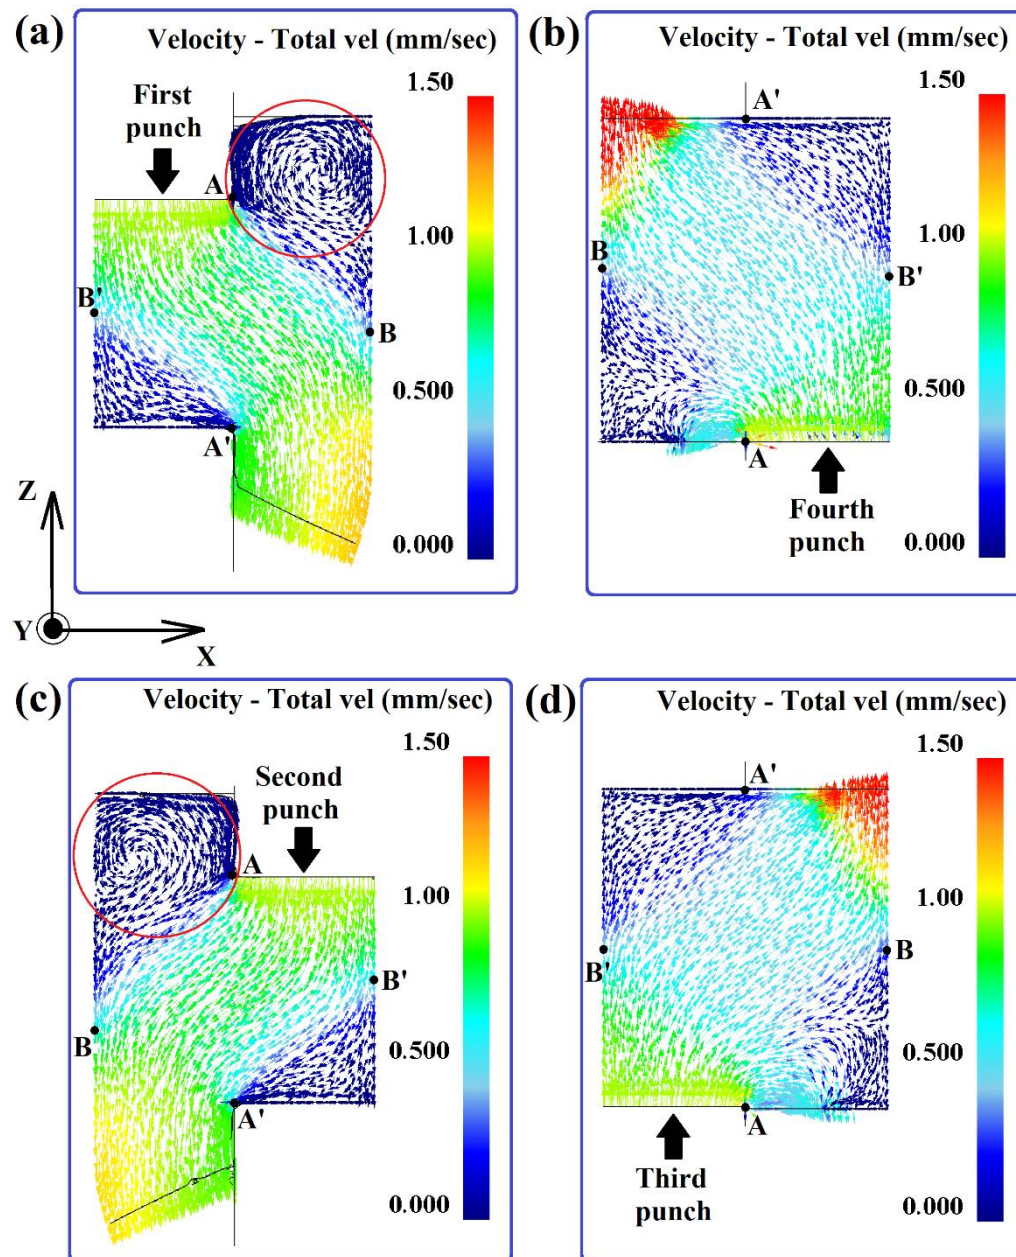 (a)
Velocity - Total vel (mm/sec)
First
punch
1.50
1.00
0.500
0.000
A
B'
B
A'
(b)
Velocity - Total vel (mm/sec)
1.50
1.00
0.500
0.000
A'
B
B'
A
Fourth
punch
Z
Y
X
(c)
Velocity - Total vel (mm/sec)
Second
punch
1.50
1.00
0.500
0.000
A
B'
B
A'
(d)
Velocity - Total vel (mm/sec)
1.50
1.00
0.500
0.000
A'
B'
B
A
Third
punch